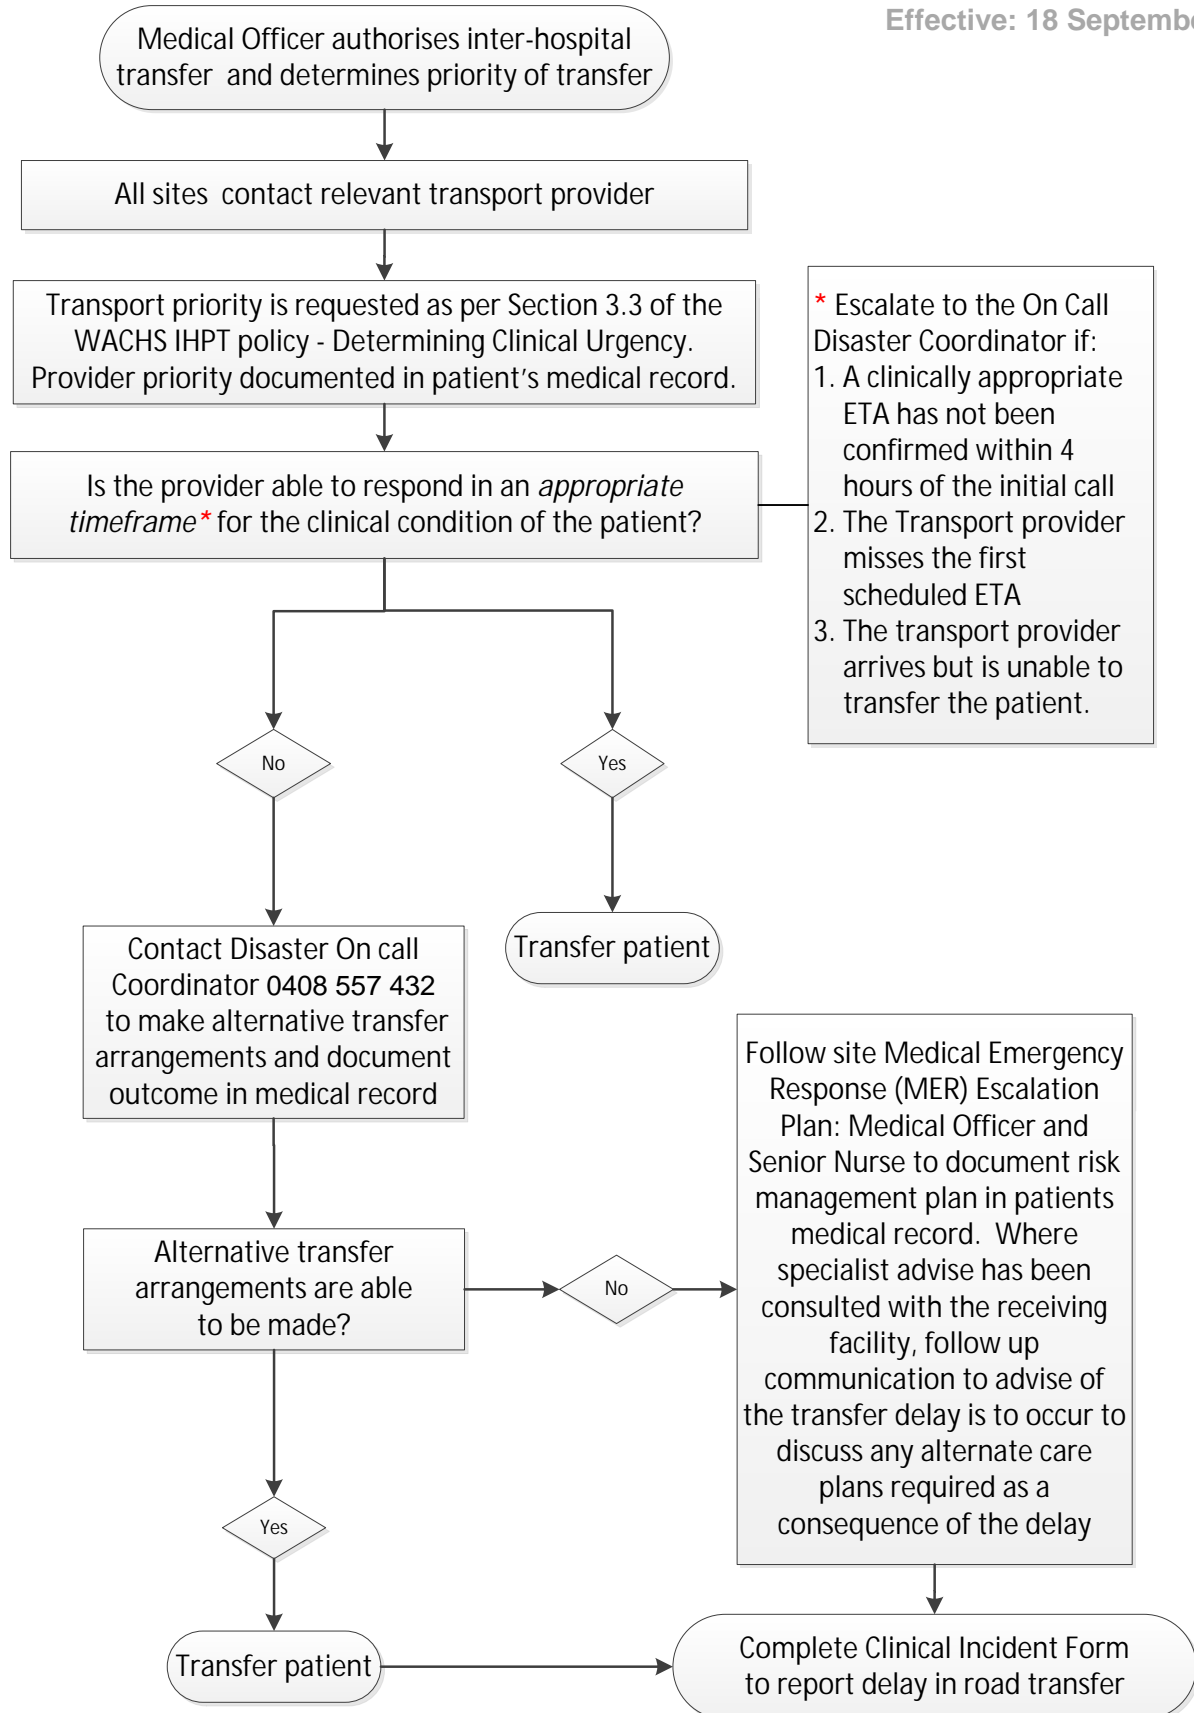 Effective: 18 Septembe
Medical Officer authorises inter-hospital
transfer and determines priority of transfer
All sites contact relevant transport provider
Transport priority is requested as per Section 3.3 of the
WACHS IHPT policy - Determining Clinical Urgency.
Provider priority documented in patient's medical record.
Is the provider able to respond in an appropriate
timeframe* for the clinical condition of the patient?
* Escalate to the On Call
Disaster Coordinator if:
1. A clinically appropriate
ETA has not been
confirmed within 4
hours of the initial call
2. The Transport provider
misses the first
scheduled ETA
3. The transport provider
arrives but is unable to
transfer the patient.
No
Yes
Transfer patient
Contact Disaster On call
Coordinator 0408 557 432
to make alternative transfer
arrangements and document
outcome in medical record
Alternative transfer
arrangements are able
to be made?
No
Follow site Medical Emergency
Response (MER) Escalation
Plan: Medical Officer and
Senior Nurse to document risk
management plan in patients
medical record. Where
specialist advise has been
consulted with the receiving
facility, follow up
communication to advise of
the transfer delay is to occur to
discuss any alternate care
plans required as a
consequence of the delay
Yes
Transfer patient
Complete Clinical Incident Form
to report delay in road transfer